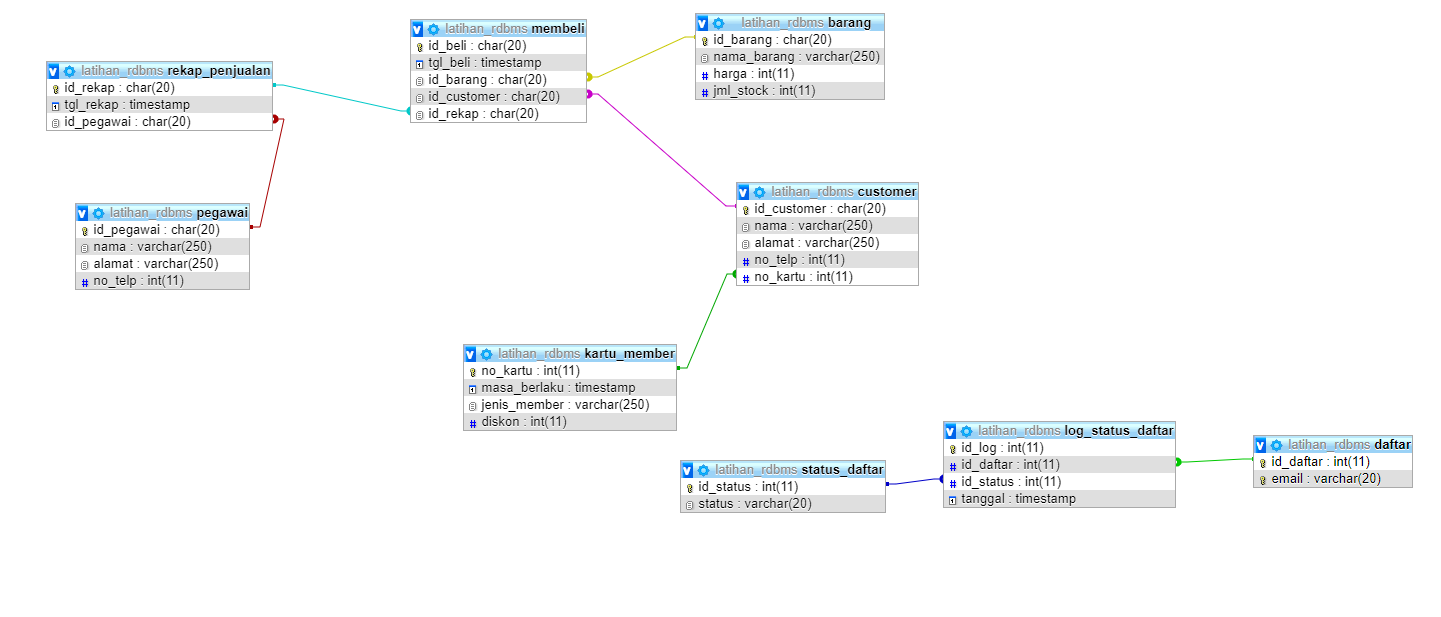 latihan_rdbms rekap_penjualan
id_rekap : char(20)
tgl_rekap : timestamp
id_pegawai : char(20)
latihan_rdbms pegawai
id_pegawai : char(20)
nama : varchar(250)
alamat : varchar(250)
no_telp : int(11)
latihan_rdbms membeli
id_beli : char(20)
tgl_beli : timestamp
id_barang : char(20)
id_customer : char(20)
id_rekap : char(20)
latihan_rdbms barang
id_barang : char(20)
nama_barang : varchar(250)
harga : int(11)
jml_stock : int(11)
latihan_rdbms customer
id_customer : char(20)
nama : varchar(250)
alamat : varchar(250)
no_telp : int(11)
no_kartu : int(11)
latihan_rdbms kartu_member
no_kartu : int(11)
masa_berlaku : timestamp
jenis_member : varchar(250)
diskon : int(11)
latihan_rdbms status_daftar
id_status : int(11)
status : varchar(20)
latihan_rdbms log_status_daftar
id_log : int(11)
id_daftar : int(11)
id_status : int(11)
tanggal : timestamp
latihan_rdbms daftar
id_daftar : int(11)
email : varchar(20)